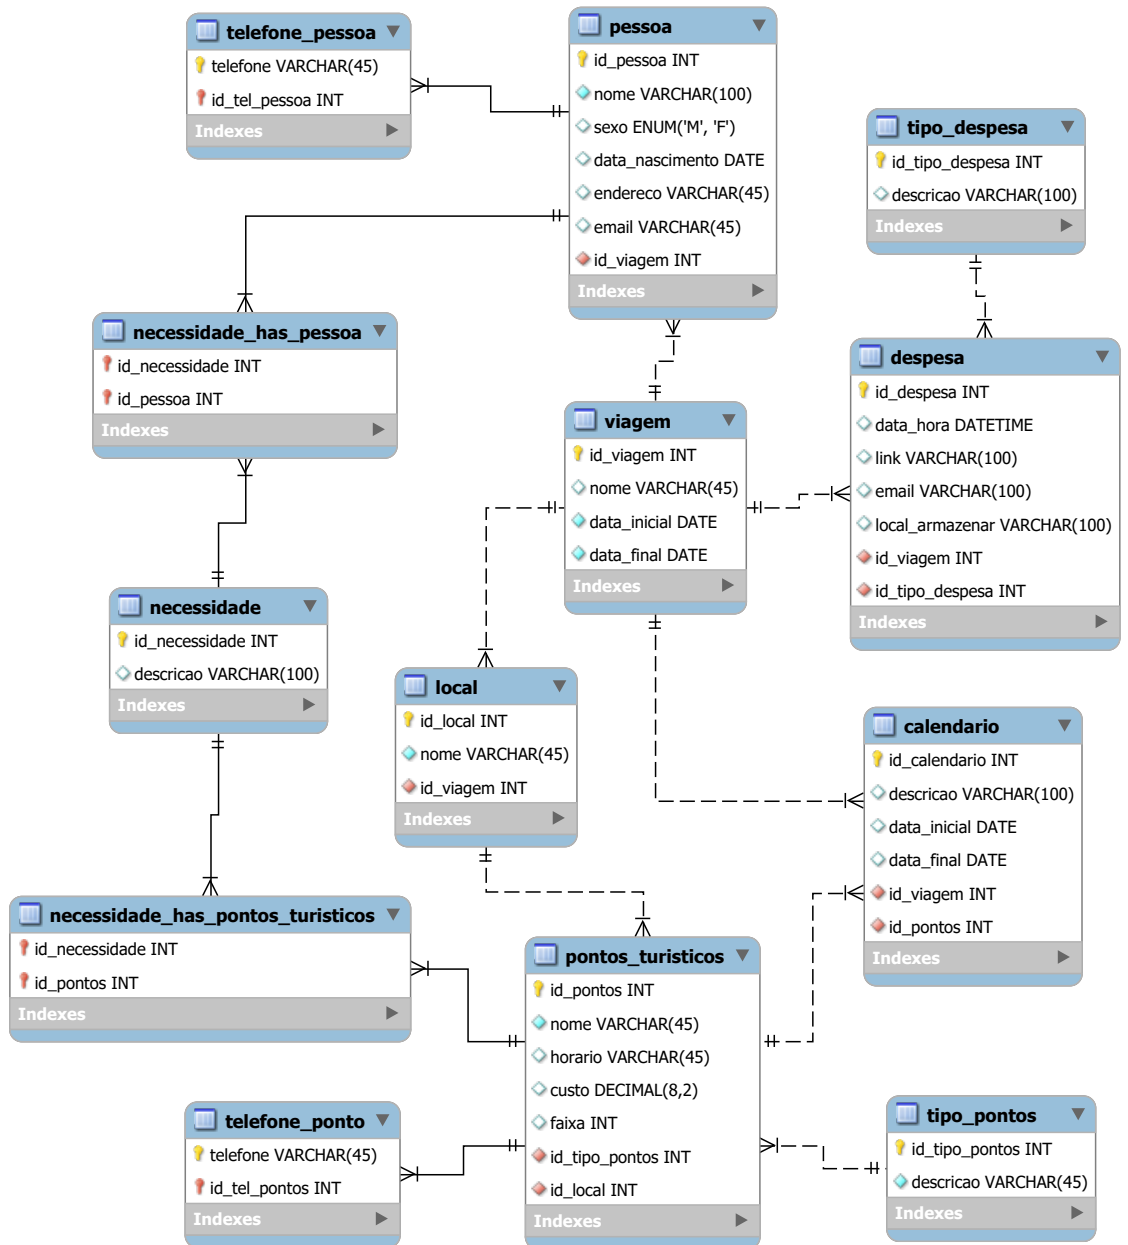 telefone_pessoa
telefone VARCHAR(45)
id_tel_pessoa INT
Indexes
pessoa
id_pessoa INT
nome VARCHAR(100)
sexo ENUM('M', 'F')
data_nascimento DATE
endereco VARCHAR(45)
email VARCHAR(45)
id_viagem INT
Indexes
tipo_despesa
id_tipo_despesa INT
descricao VARCHAR(100)
Indexes
necessidade_has_pessoa
id_necessidade INT
id_pessoa INT
Indexes
viagem
id_viagem INT
nome VARCHAR(45)
data_inicial DATE
data_final DATE
Indexes
despesa
id_despesa INT
data_hora DATETIME
link VARCHAR(100)
email VARCHAR(100)
local_armazenar VARCHAR(100)
id_viagem INT
id_tipo_despesa INT
Indexes
necessidade
id_necessidade INT
descricao VARCHAR(100)
Indexes
local
id_local INT
nome VARCHAR(45)
id_viagem INT
Indexes
calendario
id_calendario INT
descricao VARCHAR(100)
data_inicial DATE
data_final DATE
id_viagem INT
id_pontos INT
Indexes
necessidade_has_pontos_turisticos
id_necessidade INT
id_pontos INT
Indexes
pontos_turisticos
id_pontos INT
nome VARCHAR(45)
horario VARCHAR(45)
custo DECIMAL(8,2)
faixa INT
id_tipo_pontos INT
id_local INT
Indexes
telefone_ponto
telefone VARCHAR(45)
id_tel_pontos INT
Indexes
tipo_pontos
id_tipo_pontos INT
descricao VARCHAR(45)
Indexes